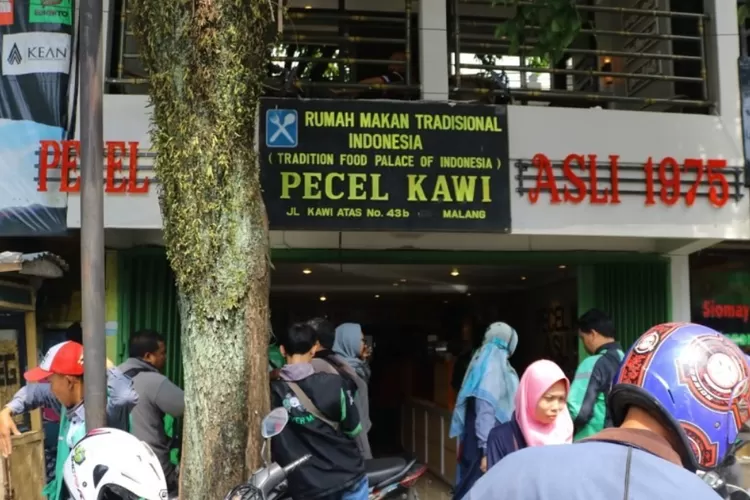 KEAN
PECEL
RUMAH MAKAN TRADISIONAL
INDONESIA
( TRADITION FOOD PALACE OF INDONESIA )
PECEL KAWI
JL KAWI ATAS No. 43b MALANG
ASLI 1975
Siomay